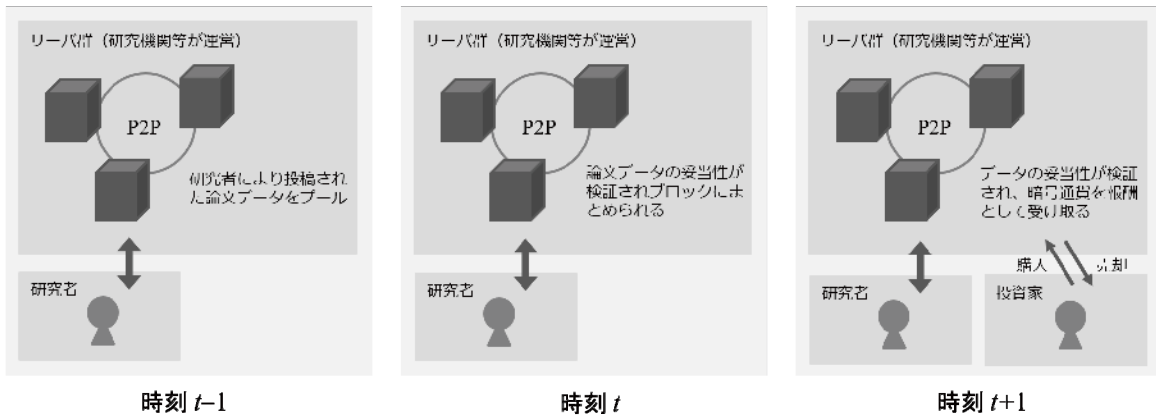 リーバ群（研究機関等が運営）
P2P
研究者により投稿され
た論文データをプール
研究者
時刻 t–1
リーバ群（研究機関等が運営）
P2P
論文データの妥当性が
検証されブロックにま
とめられる
研究者
時刻 t
リーバ群（研究機関等が運営）
P2P
データの妥当性が検証
され、暗号通貨を報酬
として受け取る
購入
売却
研究者
投資家
時刻 t+1